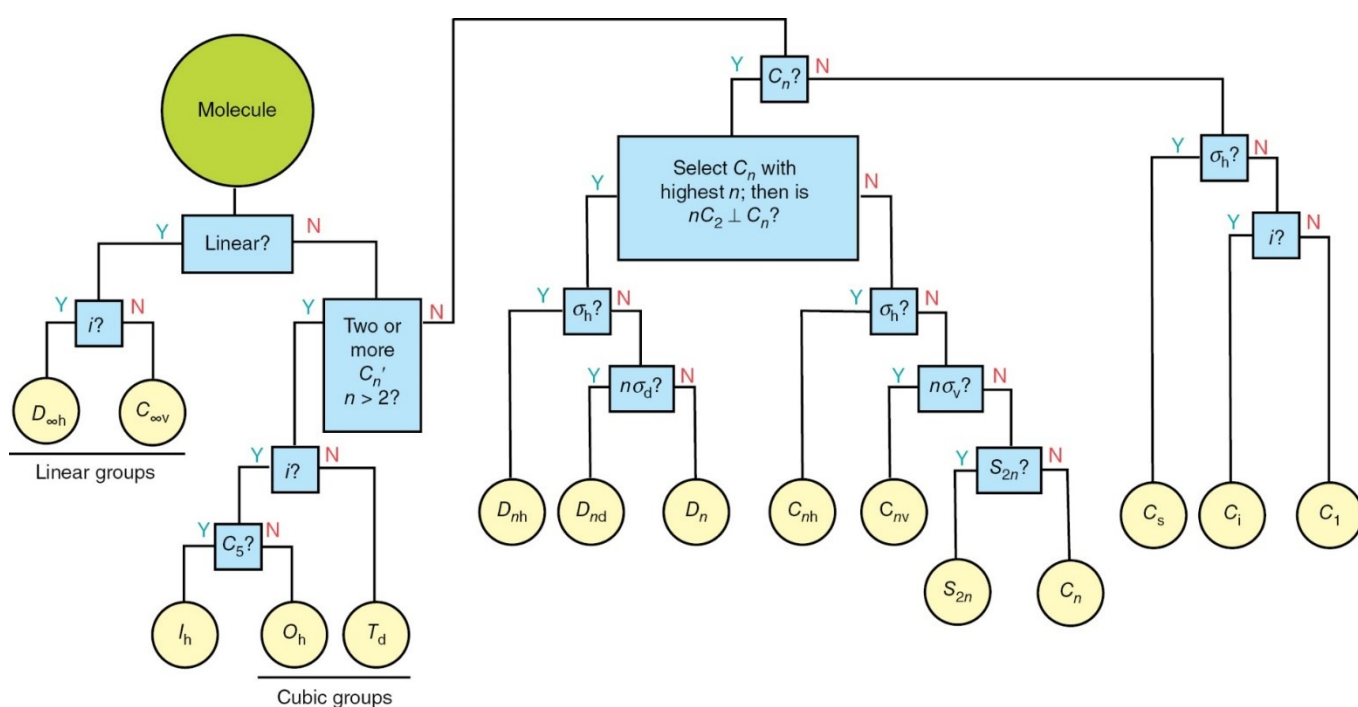 Molecule
Y
Linear?
N
Y
i?
N
D∞h
C∞v
Linear groups
Y
Two or
more
Cn′
n > 2?
N
Y
i?
N
Y
C5?
N
Ih
Oh
Td
Cubic groups
Y
Cn?
N
Y
Select Cn with
highest n; then is
nC2 ⊥ Cn?
N
Y
σh?
N
Y
nσd?
N
Dnh
Dnd
Dn
Y
σh?
N
Y
nσv?
N
Y
S2n?
N
Cnh
Cnv
S2n
Cn
Y
σh?
N
Y
i?
N
Cs
Ci
C1